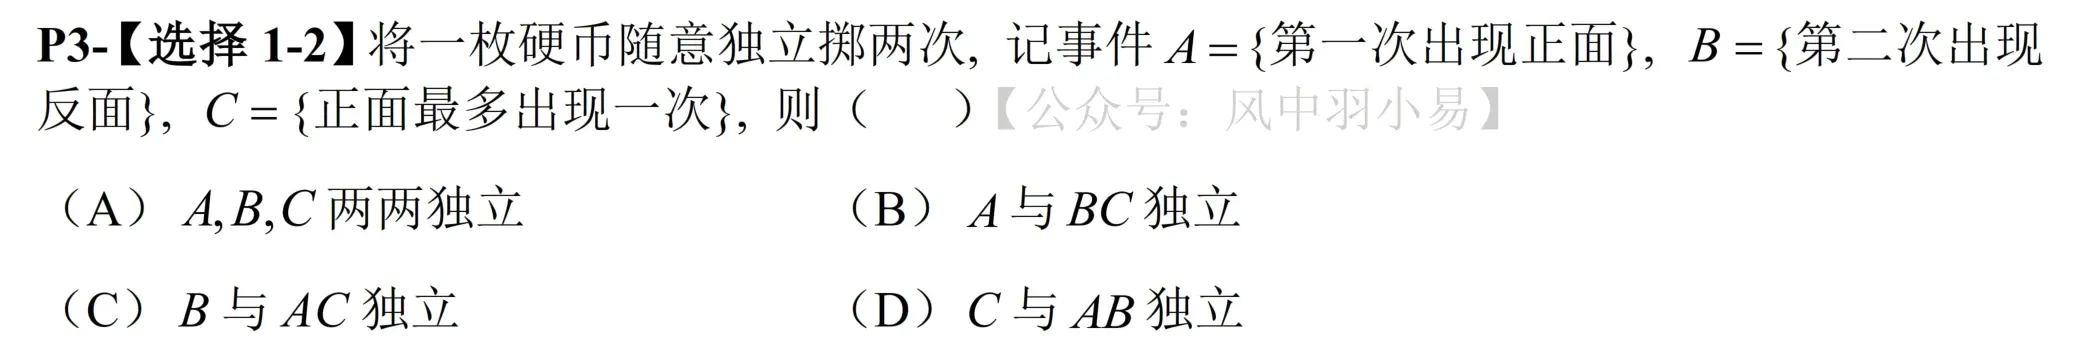 P3-【选择 1-2】将一枚硬币随意独立掷两次, 记事件 A = {第一次出现正面}, B = {第二次出现
反面}, C = {正面最多出现一次}, 则（ ）【公众号：风中羽小易】
（A） A,B,C 两两独立 （B） A 与 BC 独立
（C） B 与 AC 独立 （D） C 与 AB 独立